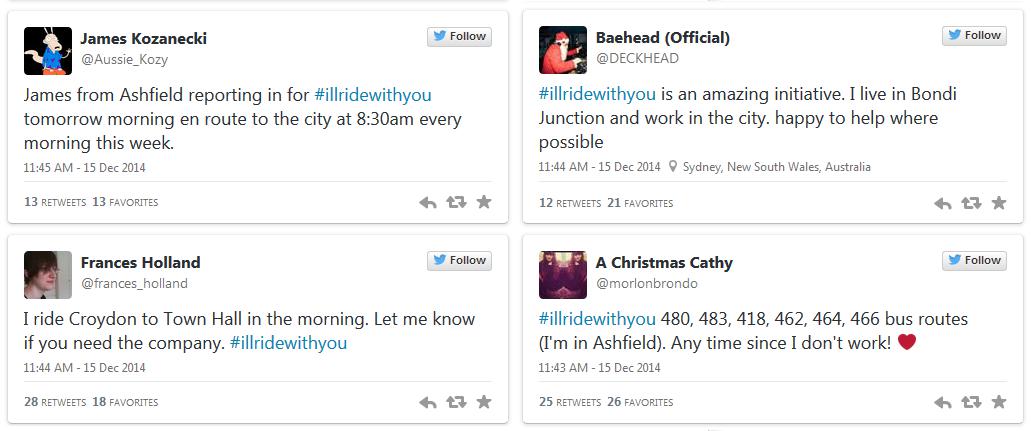 James Kozanecki
@Aussie_Kozy
Follow
James from Ashfield reporting in for #illridewithyou
tomorrow morning en route to the city at 8:30am every
morning this week.
11:45 AM - 15 Dec 2014
13 RETWEETS 13 FAVORITES
Baehead (Official)
@DECKHEAD
Follow
#illridewithyou is an amazing initiative. I live in Bondi
Junction and work in the city. happy to help where
possible
11:44 AM - 15 Dec 2014 Sydney, New South Wales, Australia
12 RETWEETS 21 FAVORITES
Frances Holland
@frances_holland
Follow
I ride Croydon to Town Hall in the morning. Let me know
if you need the company. #illridewithyou
11:44 AM - 15 Dec 2014
28 RETWEETS 18 FAVORITES
A Christmas Cathy
@morlonbrondo
Follow
#illridewithyou 480, 483, 418, 462, 464, 466 bus routes
(I'm in Ashfield). Any time since I don't work! ❤
11:43 AM - 15 Dec 2014
25 RETWEETS 26 FAVORITES